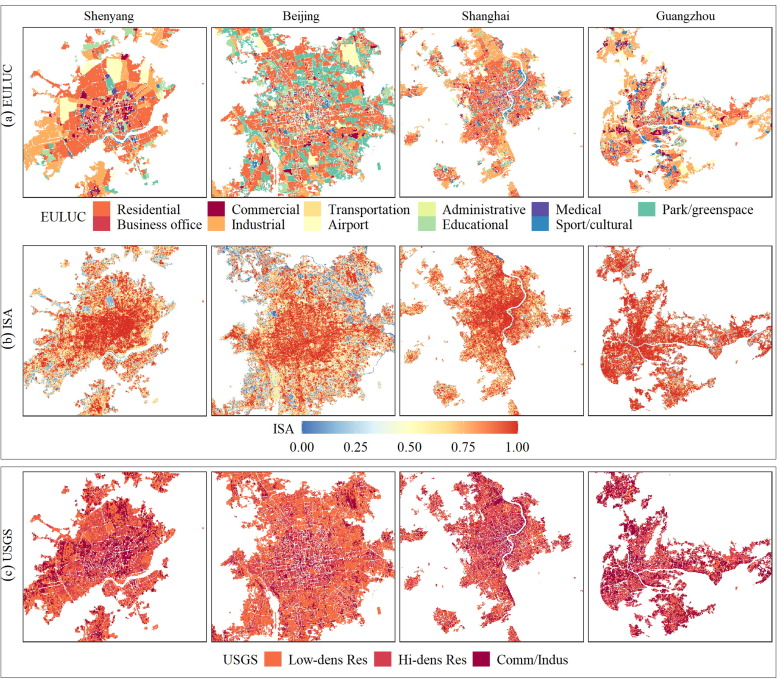 Shenyang Beijing Shanghai Guangzhou
(a) EULUC
EULUC Residential Commercial Transportation Administrative Medical Park/greenspace
Business office Industrial Airport Educational Sport/cultural
(b) ISA
ISA
0.00 0.25 0.50 0.75 1.00
(c) USGS
USGS Low-dens Res Hi-dens Res Comm/Indus